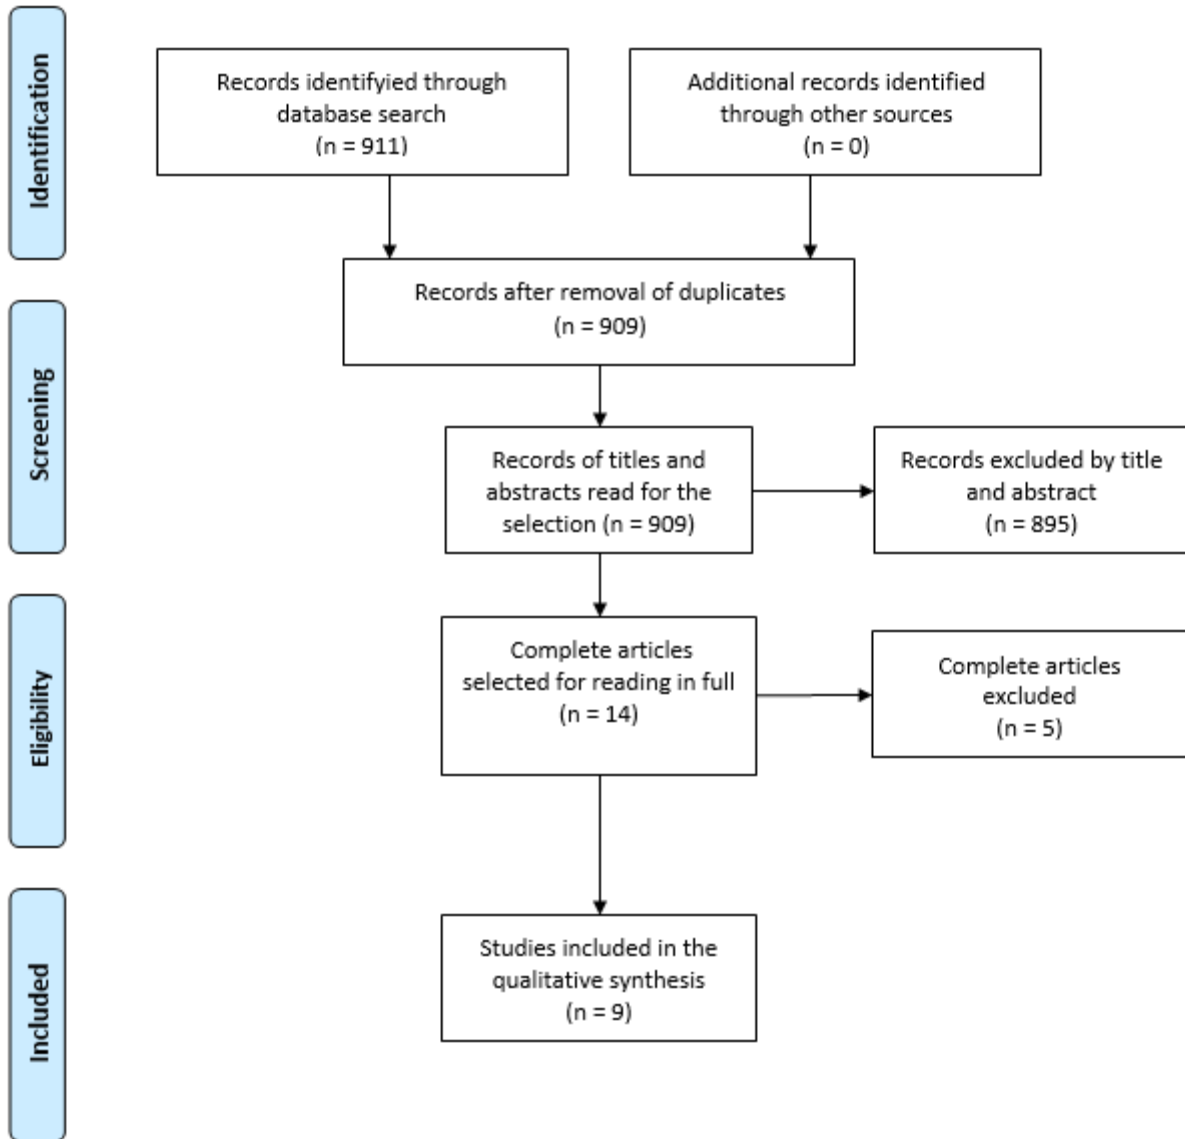 Identification
Records identifyied through
database search
(n = 911)
Additional records identified
through other sources
(n = 0)
Records after removal of duplicates
(n = 909)
Screening
Records of titles and
abstracts read for the
selection (n = 909)
Records excluded by title
and abstract
(n = 895)
Eligibility
Complete articles
selected for reading in full
(n = 14)
Complete articles
excluded
(n = 5)
Included
Studies included in the
qualitative synthesis
(n = 9)